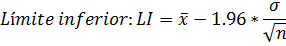 Límite inferior: LI = x̄ − 1.96 * σ/√n